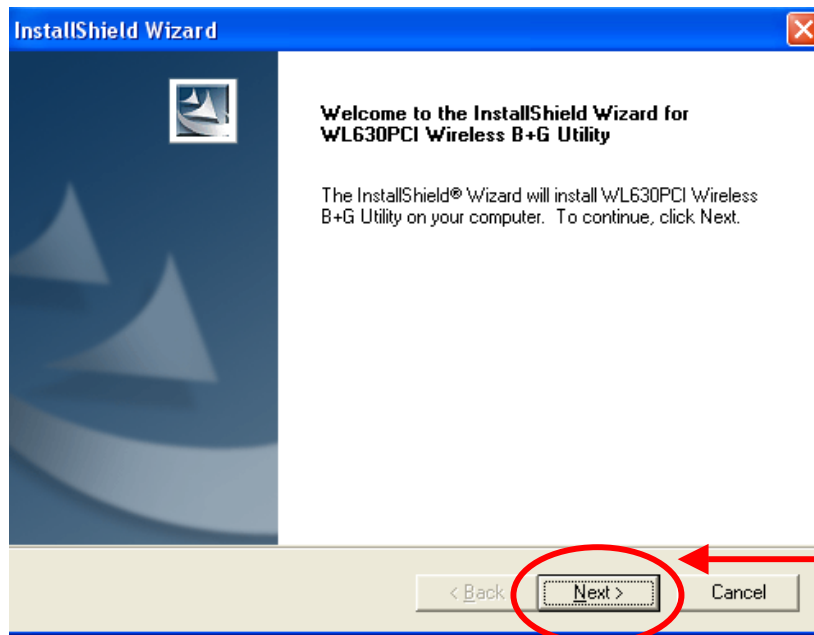 InstallShield Wizard
Welcome to the InstallShield Wizard for
WL630PCI Wireless B+G Utility
The InstallShield® Wizard will install WL630PCI Wireless
B+G Utility on your computer. To continue, click Next.
< Back Next > Cancel